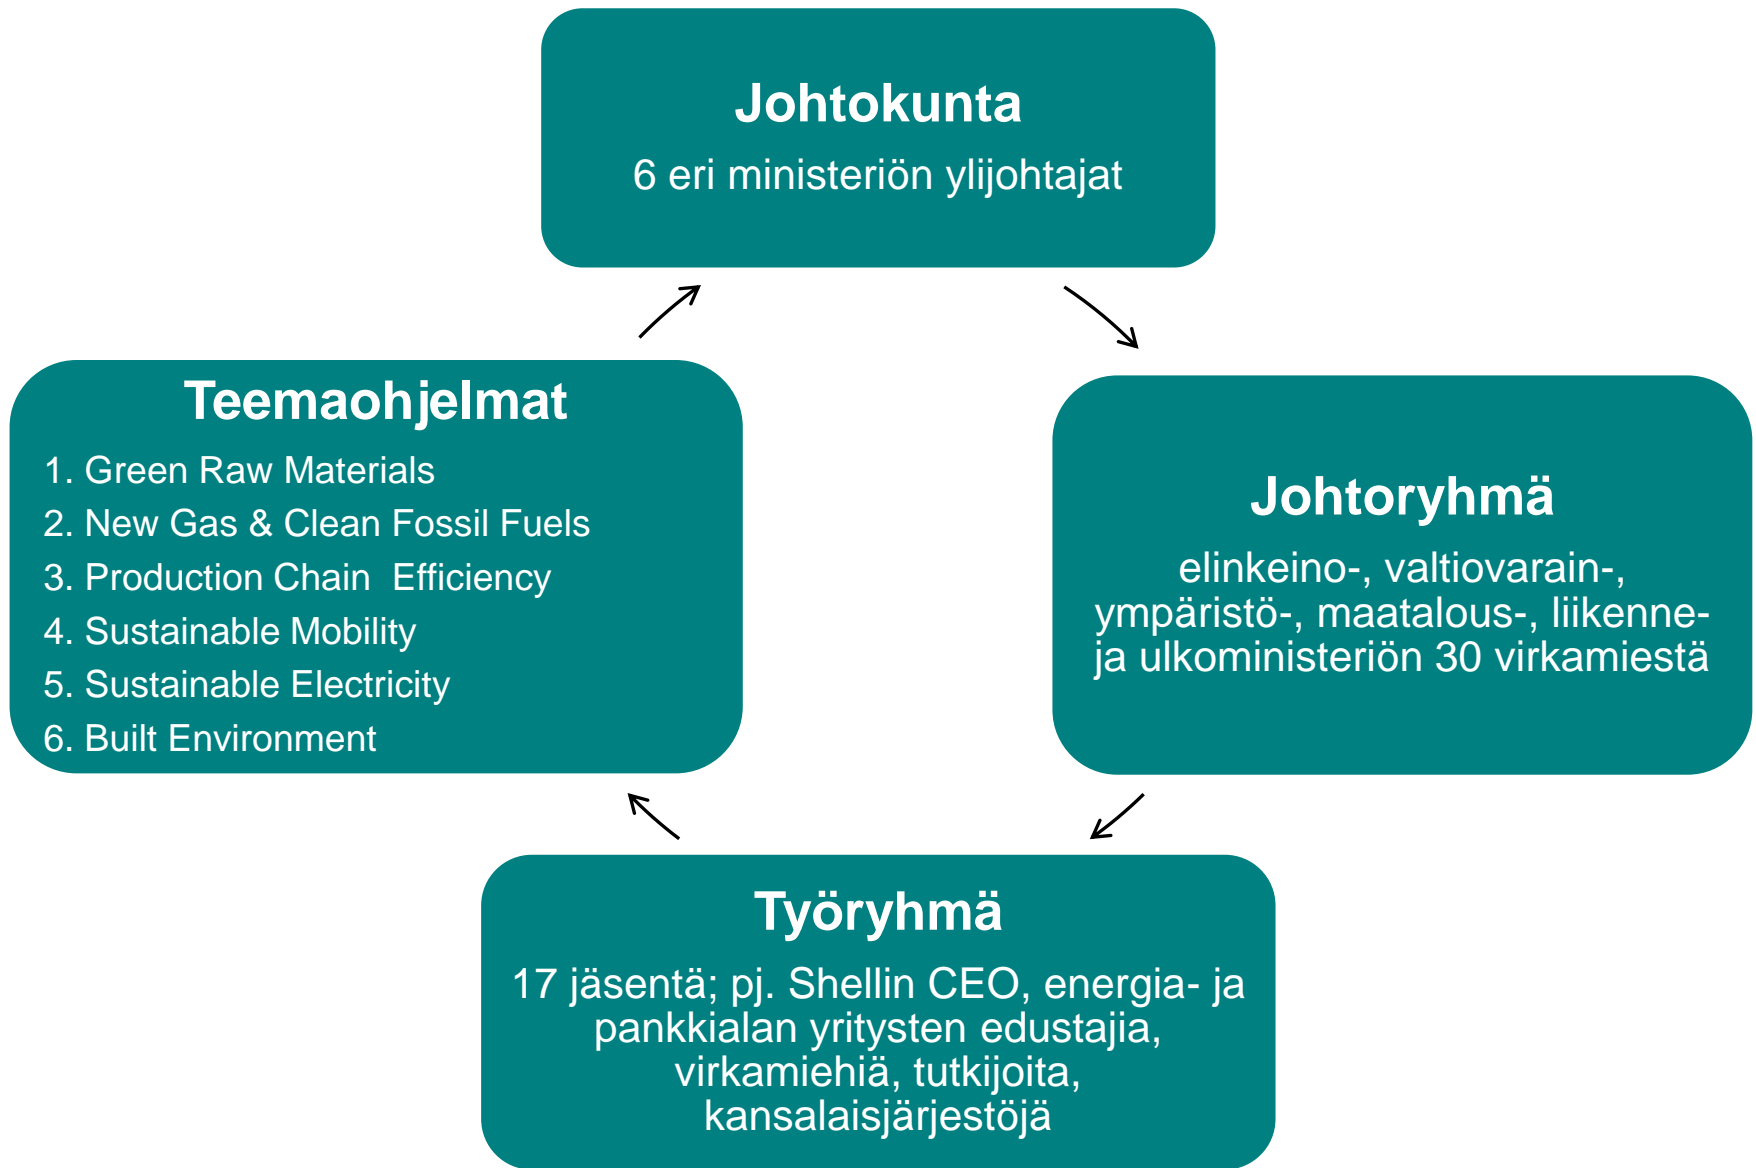 Johtokunta
6 eri ministeriön ylijohtajat
Teemaohjelmat
1. Green Raw Materials
2. New Gas & Clean Fossil Fuels
3. Production Chain  Efficiency
4. Sustainable Mobility
5. Sustainable Electricity
6. Built Environment
Johtoryhmä
elinkeino-, valtiovarain-,
ympäristö-, maatalous-, liikenne-
ja ulkoministeriön 30 virkamiestä
Työryhmä
17 jäsentä; pj. Shellin CEO, energia- ja
pankkialan yritysten edustajia,
virkamiehiä, tutkijoita,
kansalaisjärjestöjä